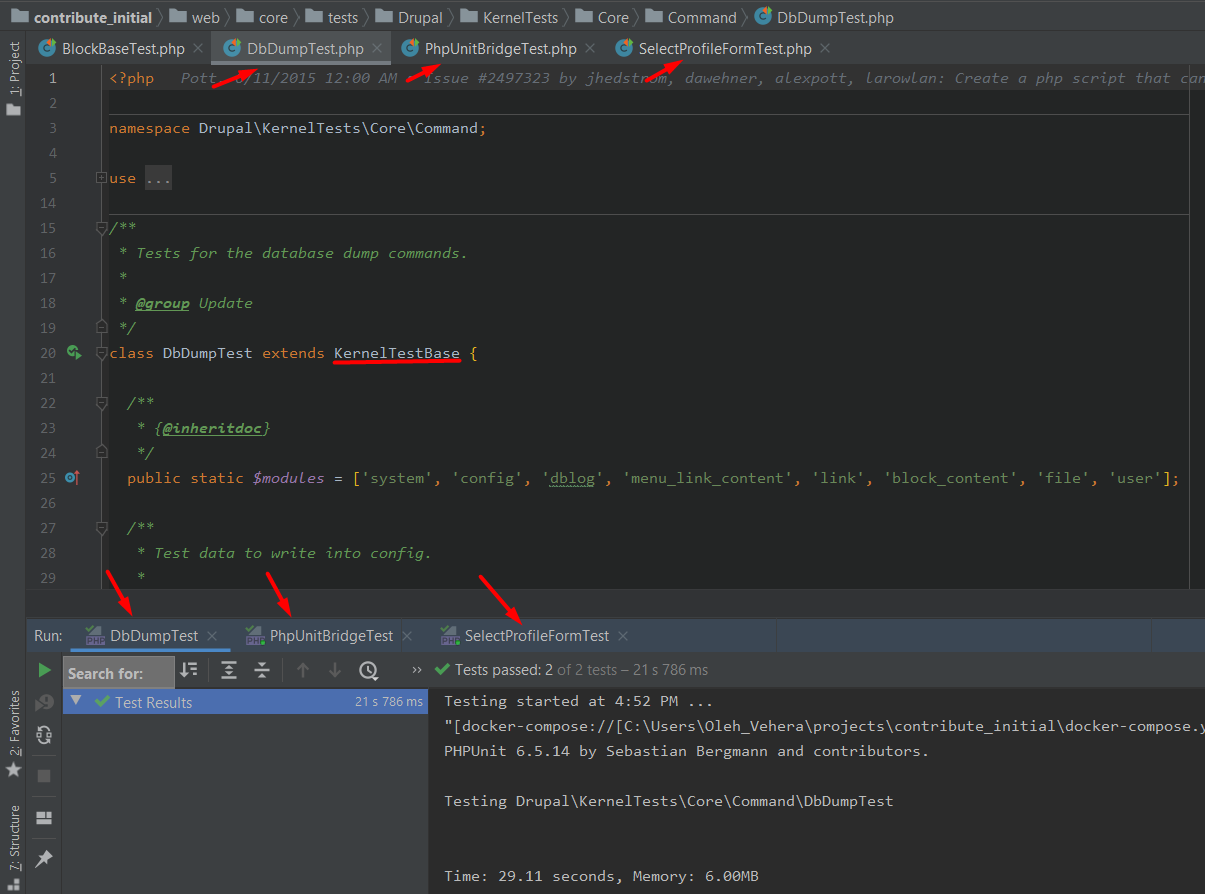 contribute_initial web core tests Drupal KernelTests Core Command DbDumpTest.php
BlockBaseTest.php DbDumpTest.php PhpUnitBridgeTest.php SelectProfileFormTest.php
1: Project
1 <?php Pott, 6/11/2015 12:00 AM · Issue #2497323 by jhedstrom, dawehner, alexpott, larowlan: Create a php script that can
2
3 namespace Drupal\KernelTests\Core\Command;
4
5 use ...
14
15 /**
16 * Tests for the database dump commands.
17 *
18 * @group Update
19 */
20 class DbDumpTest extends KernelTestBase {
21
22 /**
23 * {@inheritdoc}
24 */
25 public static $modules = ['system', 'config', 'dblog', 'menu_link_content', 'link', 'block_content', 'file', 'user'];
26
27 /**
28 * Test data to write into config.
29 *
Run: DbDumpTest PhpUnitBridgeTest SelectProfileFormTest
Search for: » Tests passed: 2 of 2 tests – 21 s 786 ms
Test Results 21 s 786 ms
Testing started at 4:52 PM ...
"[docker-compose://[C:\Users\Oleh_Vehera\projects\contribute_initial\docker-compose.y
PHPUnit 6.5.14 by Sebastian Bergmann and contributors.
Testing Drupal\KernelTests\Core\Command\DbDumpTest
Time: 29.11 seconds, Memory: 6.00MB
2: Favorites
7: Structure